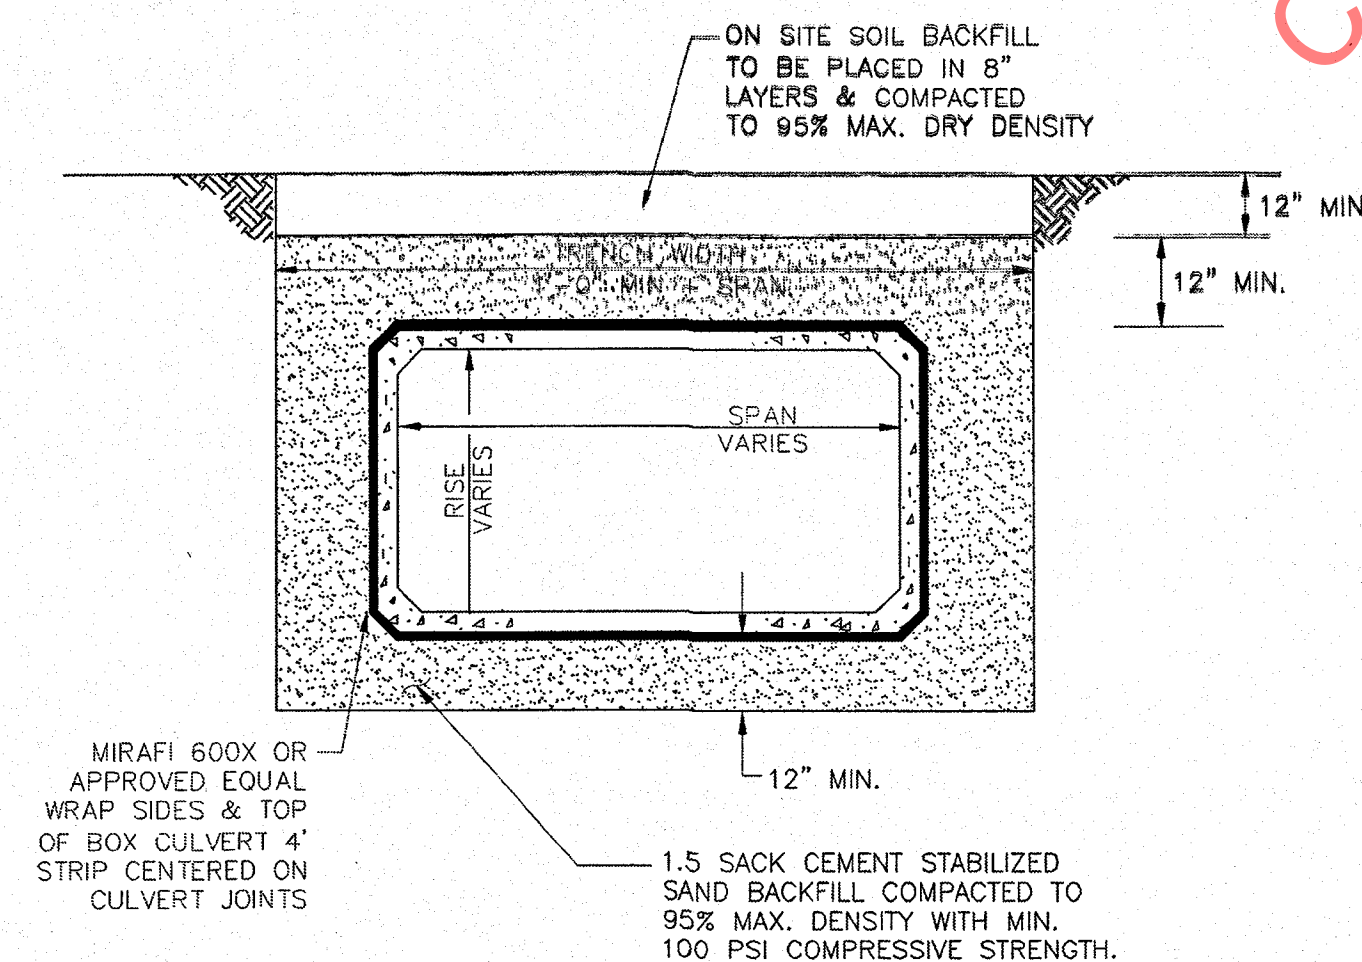 ON SITE SOIL BACKFILL
TO BE PLACED IN 8"
LAYERS & COMPACTED
TO 95% MAX. DRY DENSITY
12" MIN
12" MIN.
TRENCH WIDTH
MIN + SPAN
SPAN
VARIES
RISE
VARIES
12" MIN.
MIRAFI 600X OR
APPROVED EQUAL
WRAP SIDES & TOP
OF BOX CULVERT 4'
STRIP CENTERED ON
CULVERT JOINTS
1.5 SACK CEMENT STABILIZED
SAND BACKFILL COMPACTED TO
95% MAX. DENSITY WITH MIN.
100 PSI COMPRESSIVE STRENGTH.